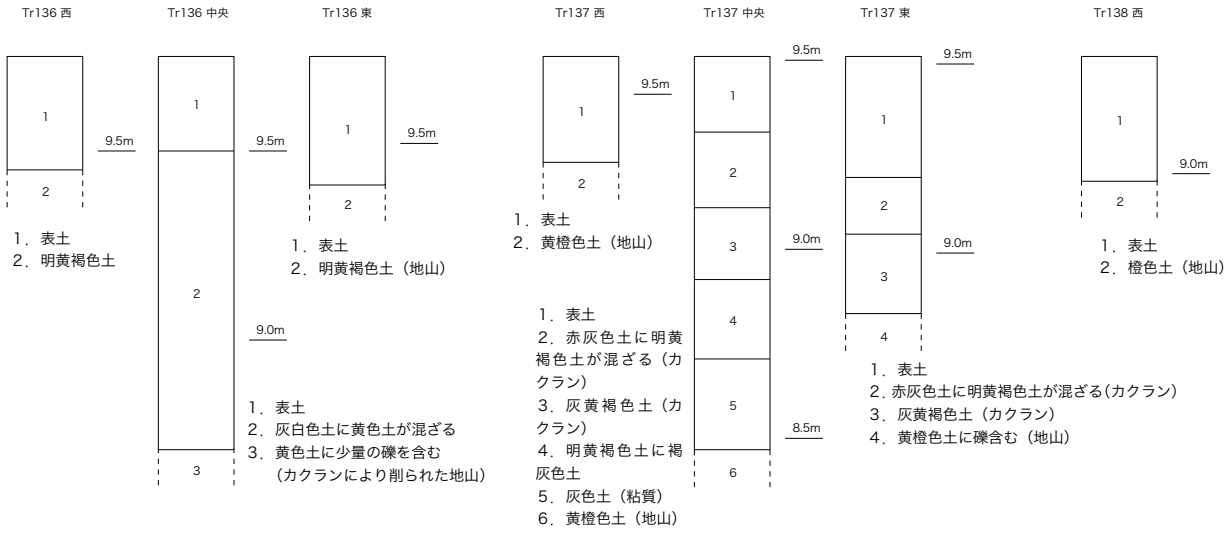 Tr136 西
1
2
9.5m
1．表土
2．明黄褐色土
Tr136 中央
1
2
3
9.5m
9.0m
1．表土
2．灰白色土に黄色土が混ざる
3．黄色土に少量の礫を含む
（カクランにより削られた地山）
Tr136 東
1
2
9.5m
1．表土
2．明黄褐色土（地山）
Tr137 西
1
2
9.5m
1．表土
2．黄橙色土（地山）
Tr137 中央
1
2
3
4
5
6
9.5m
9.0m
8.5m
1．表土
2．赤灰色土に明黄
褐色土が混ざる（カ
クラン）
3．灰黄褐色土（カ
クラン）
4．明黄褐色土に褐
灰色土
5．灰色土（粘質）
6．黄橙色土（地山）
Tr137 東
1
2
3
4
9.5m
9.0m
1．表土
2．赤灰色土に明黄褐色土が混ざる（カクラン）
3．灰黄褐色土（カクラン）
4．黄橙色土に礫含む（地山）
Tr138 西
1
2
9.0m
1．表土
2．橙色土（地山）